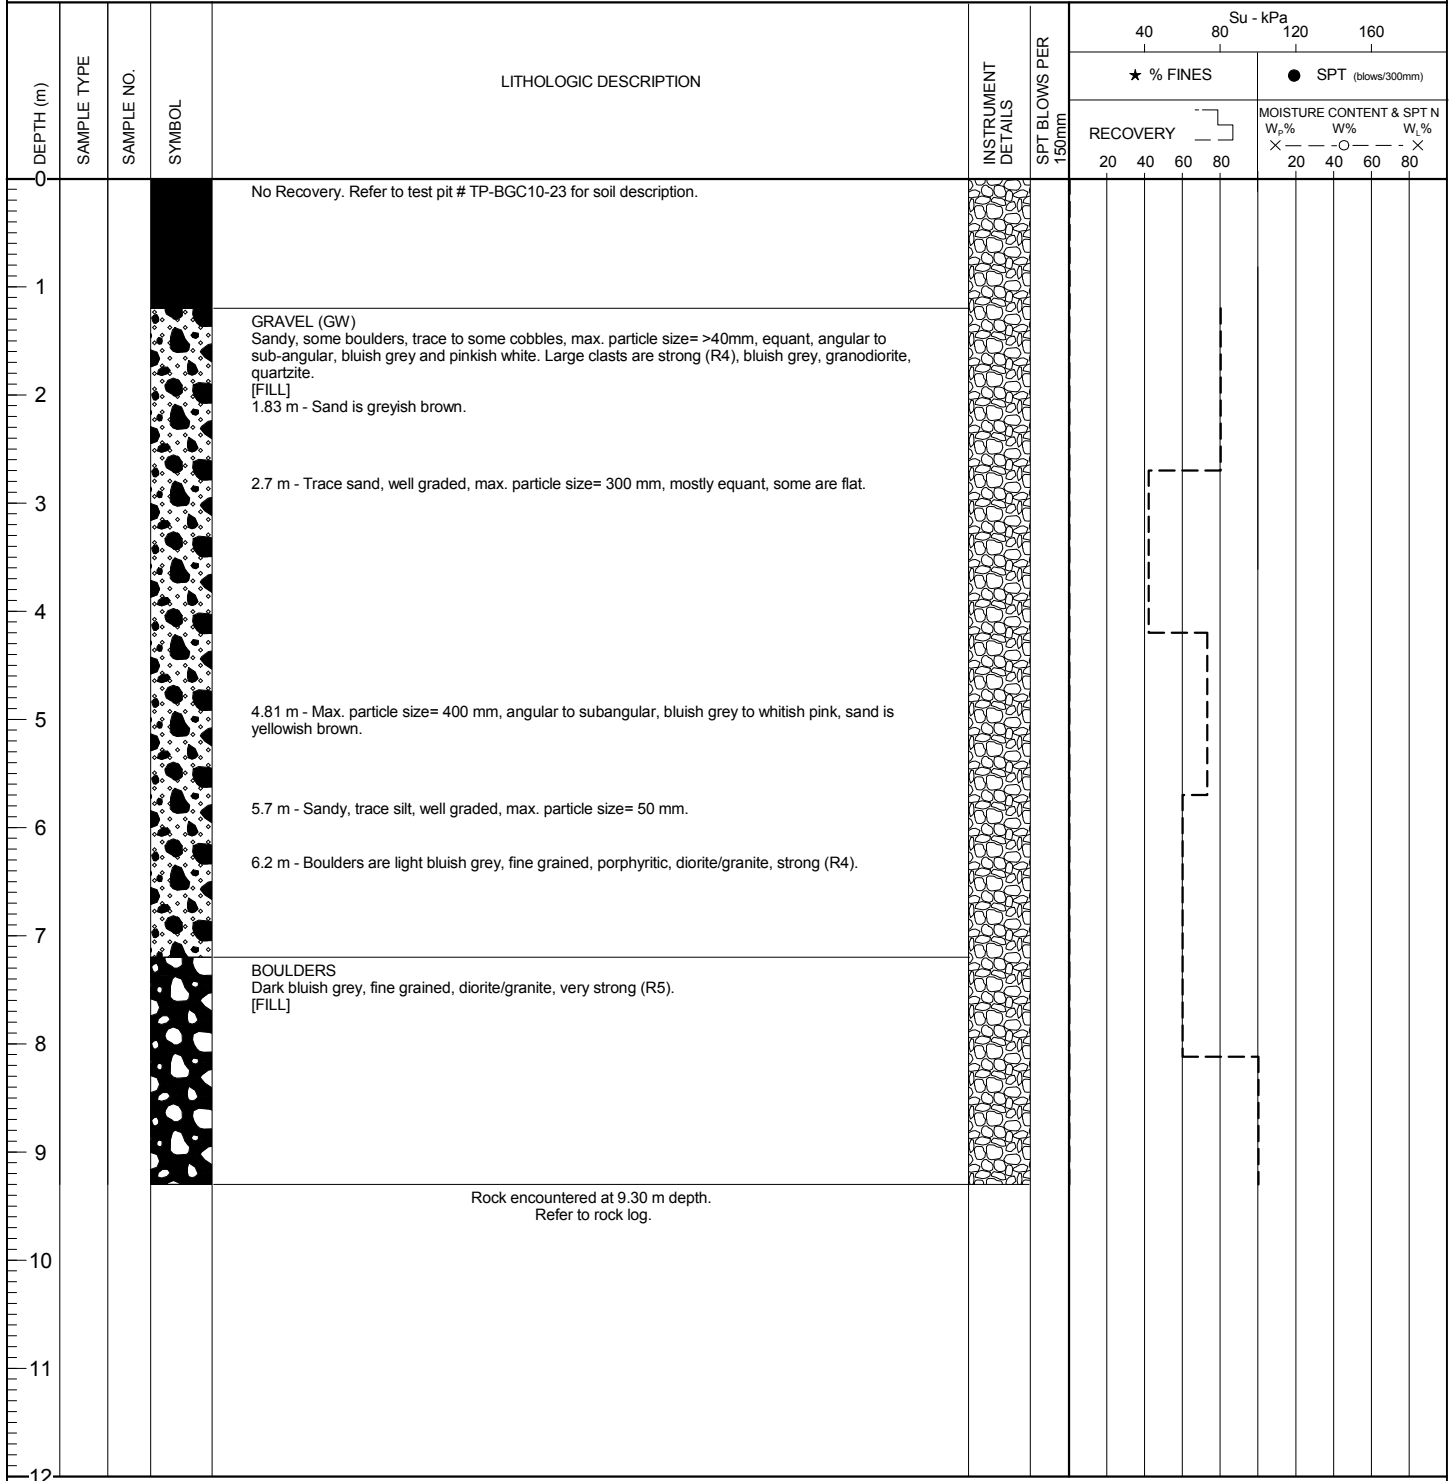 DEPTH (m)
SAMPLE TYPE
SAMPLE NO.
SYMBOL
LITHOLOGIC DESCRIPTION
INSTRUMENT
DETAILS
SPT BLOWS PER
150mm
Su - kPa
40 80 120 160
★ % FINES
● SPT (blows/300mm)
RECOVERY
MOISTURE CONTENT & SPT N
WP% W% WL%
20 40 60 80 20 40 60 80
0
No Recovery. Refer to test pit # TP-BGC10-23 for soil description.
1
GRAVEL (GW)
Sandy, some boulders, trace to some cobbles, max. particle size= >40mm, equant, angular to
sub-angular, bluish grey and pinkish white. Large clasts are strong (R4), bluish grey, granodiorite,
quartzite.
[FILL]
2
1.83 m - Sand is greyish brown.
2.7 m - Trace sand, well graded, max. particle size= 300 mm, mostly equant, some are flat.
3
4
4.81 m - Max. particle size= 400 mm, angular to subangular, bluish grey to whitish pink, sand is
yellowish brown.
5
5.7 m - Sandy, trace silt, well graded, max. particle size= 50 mm.
6
6.2 m - Boulders are light bluish grey, fine grained, porphyritic, diorite/granite, strong (R4).
7
BOULDERS
Dark bluish grey, fine grained, diorite/granite, very strong (R5).
[FILL]
8
9
Rock encountered at 9.30 m depth.
Refer to rock log.
10
11
12